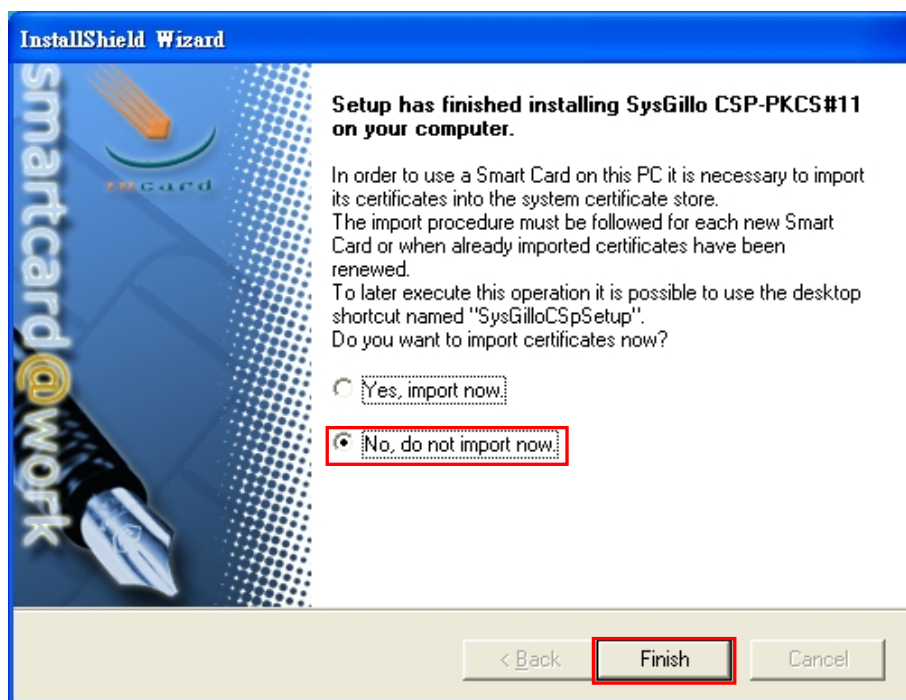 InstallShield Wizard
smartcard@work
incard
Setup has finished installing SysGillo CSP-PKCS#11
on your computer.
In order to use a Smart Card on this PC it is necessary to import
its certificates into the system certificate store.
The import procedure must be followed for each new Smart
Card or when already imported certificates have been
renewed.
To later execute this operation it is possible to use the desktop
shortcut named "SysGilloCSpSetup".
Do you want to import certificates now?
Yes, import now.
No, do not import now.
< Back
Finish
Cancel